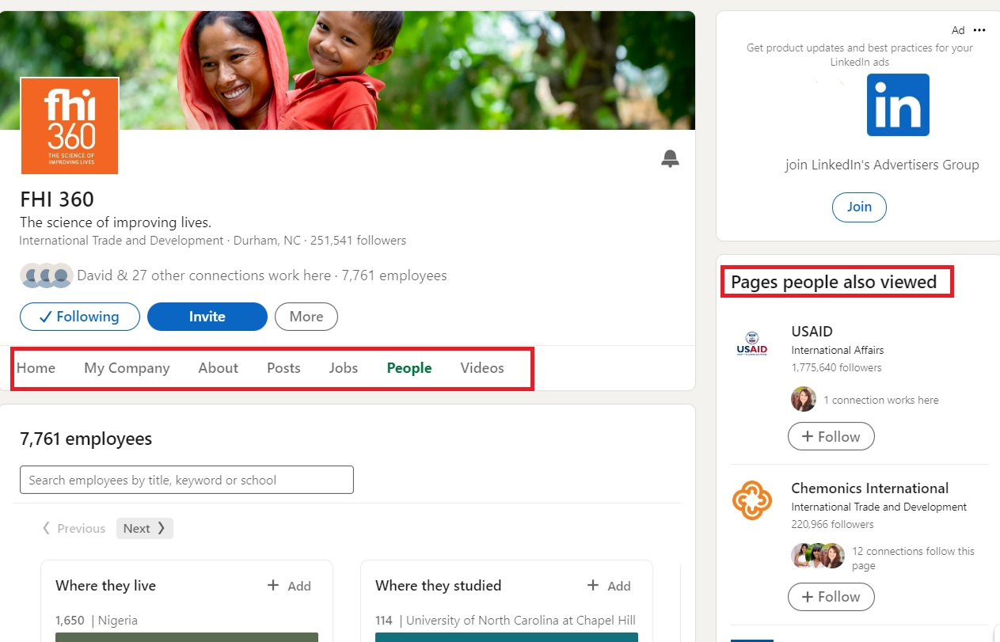 fhi
360
THE SCIENCE OF
IMPROVING LIVES
FHI 360
The science of improving lives.
International Trade and Development · Durham, NC · 251,541 followers
David & 27 other connections work here · 7,761 employees
Following
Invite
More
Home
My Company
About
Posts
Jobs
People
Videos
7,761 employees
Search employees by title, keyword or school
Previous
Next
Where they live
+ Add
1,650 | Nigeria
Where they studied
+ Add
114 | University of North Carolina at Chapel Hill
Ad
Get product updates and best practices for your
LinkedIn ads
in
join LinkedIn's Advertisers Group
Join
Pages people also viewed
USAID
USAID
International Affairs
1,775,640 followers
1 connection works here
+ Follow
Chemonics International
International Trade and Development
220,966 followers
12 connections follow this
page
+ Follow